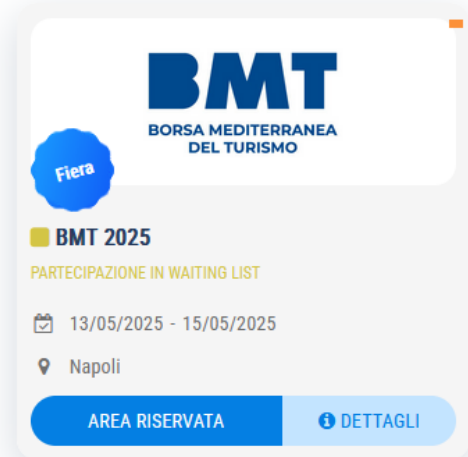 BMT
BORSA MEDITERRANEA
DEL TURISMO
Fiera
BMT 2025
PARTECIPAZIONE IN WAITING LIST
13/05/2025 - 15/05/2025
Napoli
AREA RISERVATA
DETTAGLI